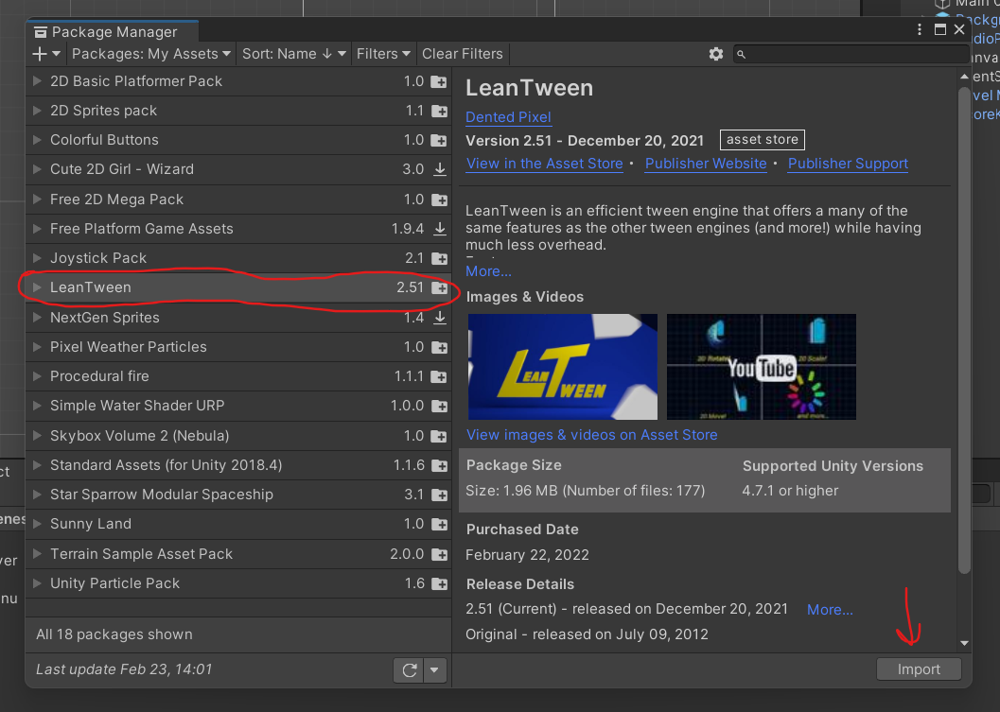 Package Manager
Packages: My Assets Sort: Name ↓ Filters Clear Filters
2D Basic Platformer Pack 1.0
2D Sprites pack 1.1
Colorful Buttons 1.0
Cute 2D Girl - Wizard 3.0
Free 2D Mega Pack 1.0
Free Platform Game Assets 1.9.4
Joystick Pack 2.1
LeanTween 2.51
NextGen Sprites 1.4
Pixel Weather Particles 1.0
Procedural fire 1.1.1
Simple Water Shader URP 1.0.0
Skybox Volume 2 (Nebula) 1.0
Standard Assets (for Unity 2018.4) 1.1.6
Star Sparrow Modular Spaceship 3.1
Sunny Land 1.0
Terrain Sample Asset Pack 2.0.0
Unity Particle Pack 1.6
All 18 packages shown
Last update Feb 23, 14:01
LeanTween
Dented Pixel
Version 2.51 - December 20, 2021 asset store
View in the Asset Store • Publisher Website • Publisher Support
LeanTween is an efficient tween engine that offers a many of the
same features as the other tween engines (and more!) while having
much less overhead.
More...
Images & Videos
LEAN TWEEN
2D Rotate! 2D Scale!
YouTube
2D Move! and more...
View images & videos on Asset Store
Package Size Supported Unity Versions
Size: 1.96 MB (Number of files: 177) 4.7.1 or higher
Purchased Date
February 22, 2022
Release Details
2.51 (Current) - released on December 20, 2021 More...
Original - released on July 09, 2012
Import